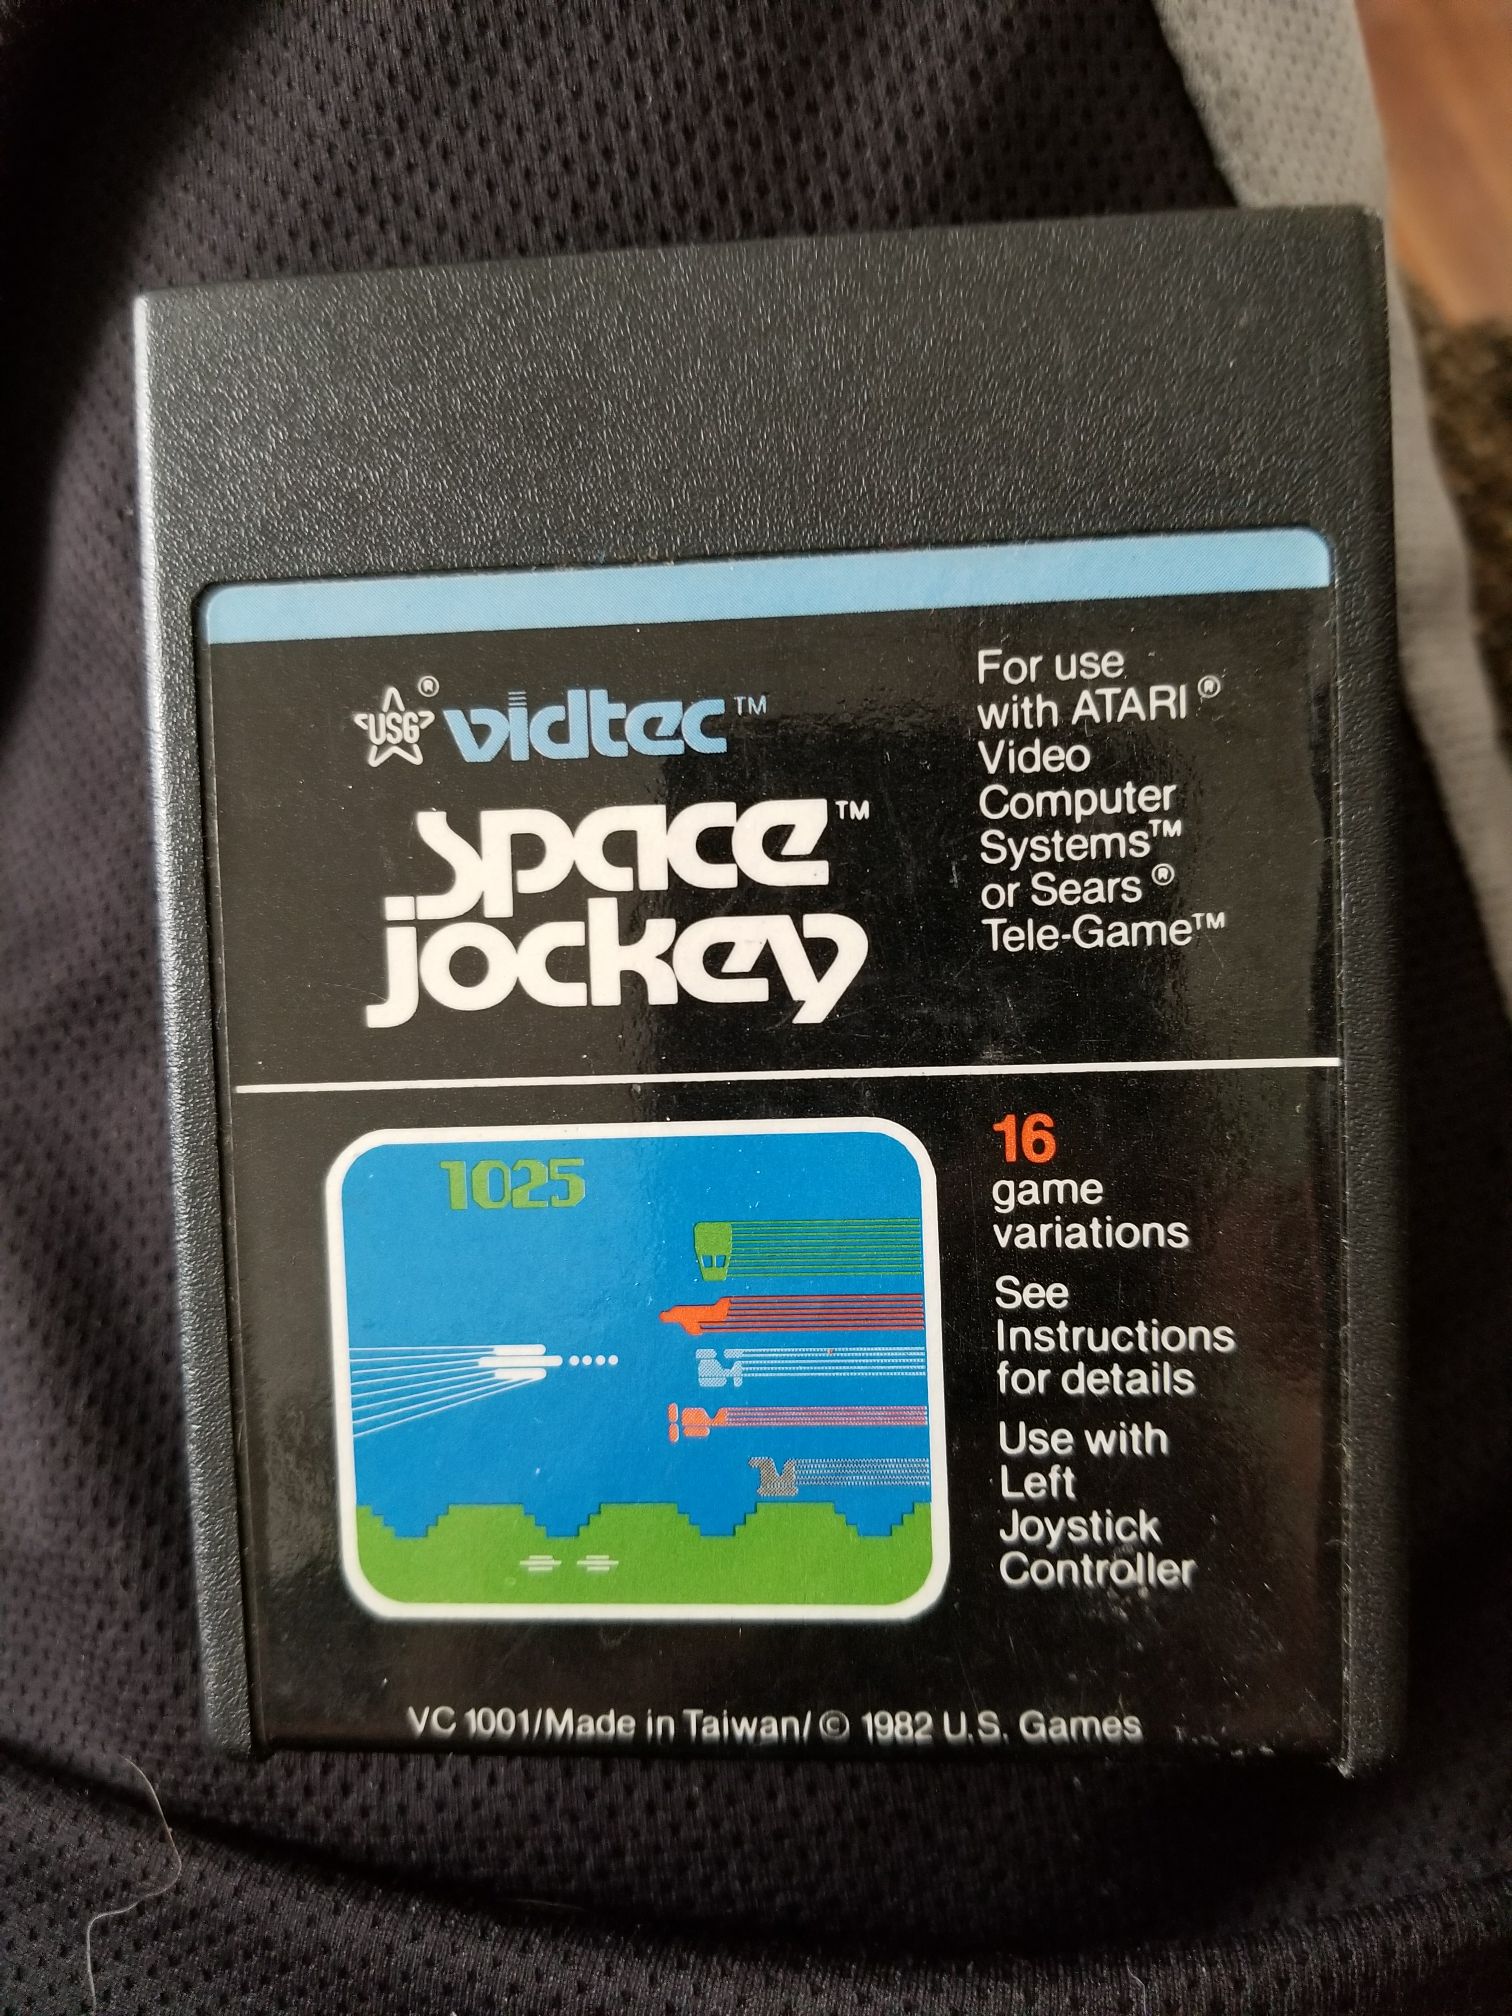 USG® vidtec™
space™
jockey
For use
with ATARI®
Video
Computer
Systems™
or Sears®
Tele-Game™
1025
16
game
variations
See
Instructions
for details
Use with
Left
Joystick
Controller
VC 1001/Made in Taiwan/© 1982 U.S. Games